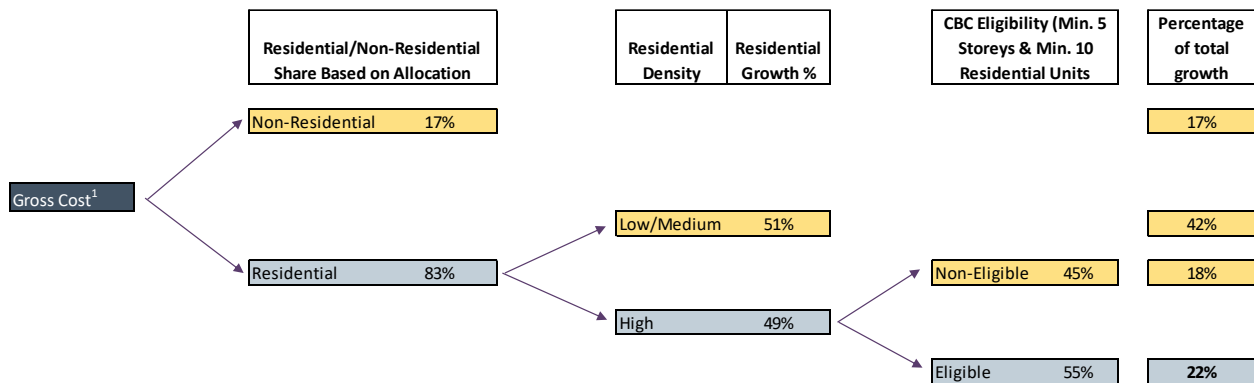 Residential/Non-Residential
Share Based on Allocation
Residential
Density
Residential
Growth %
CBC Eligibility (Min. 5
Storeys & Min. 10
Residential Units
Percentage
of total
growth
Non-Residential 17%
17%
Gross Cost1
Low/Medium 51%
42%
Residential 83%
Non-Eligible 45%
18%
High 49%
Eligible 55%
22%